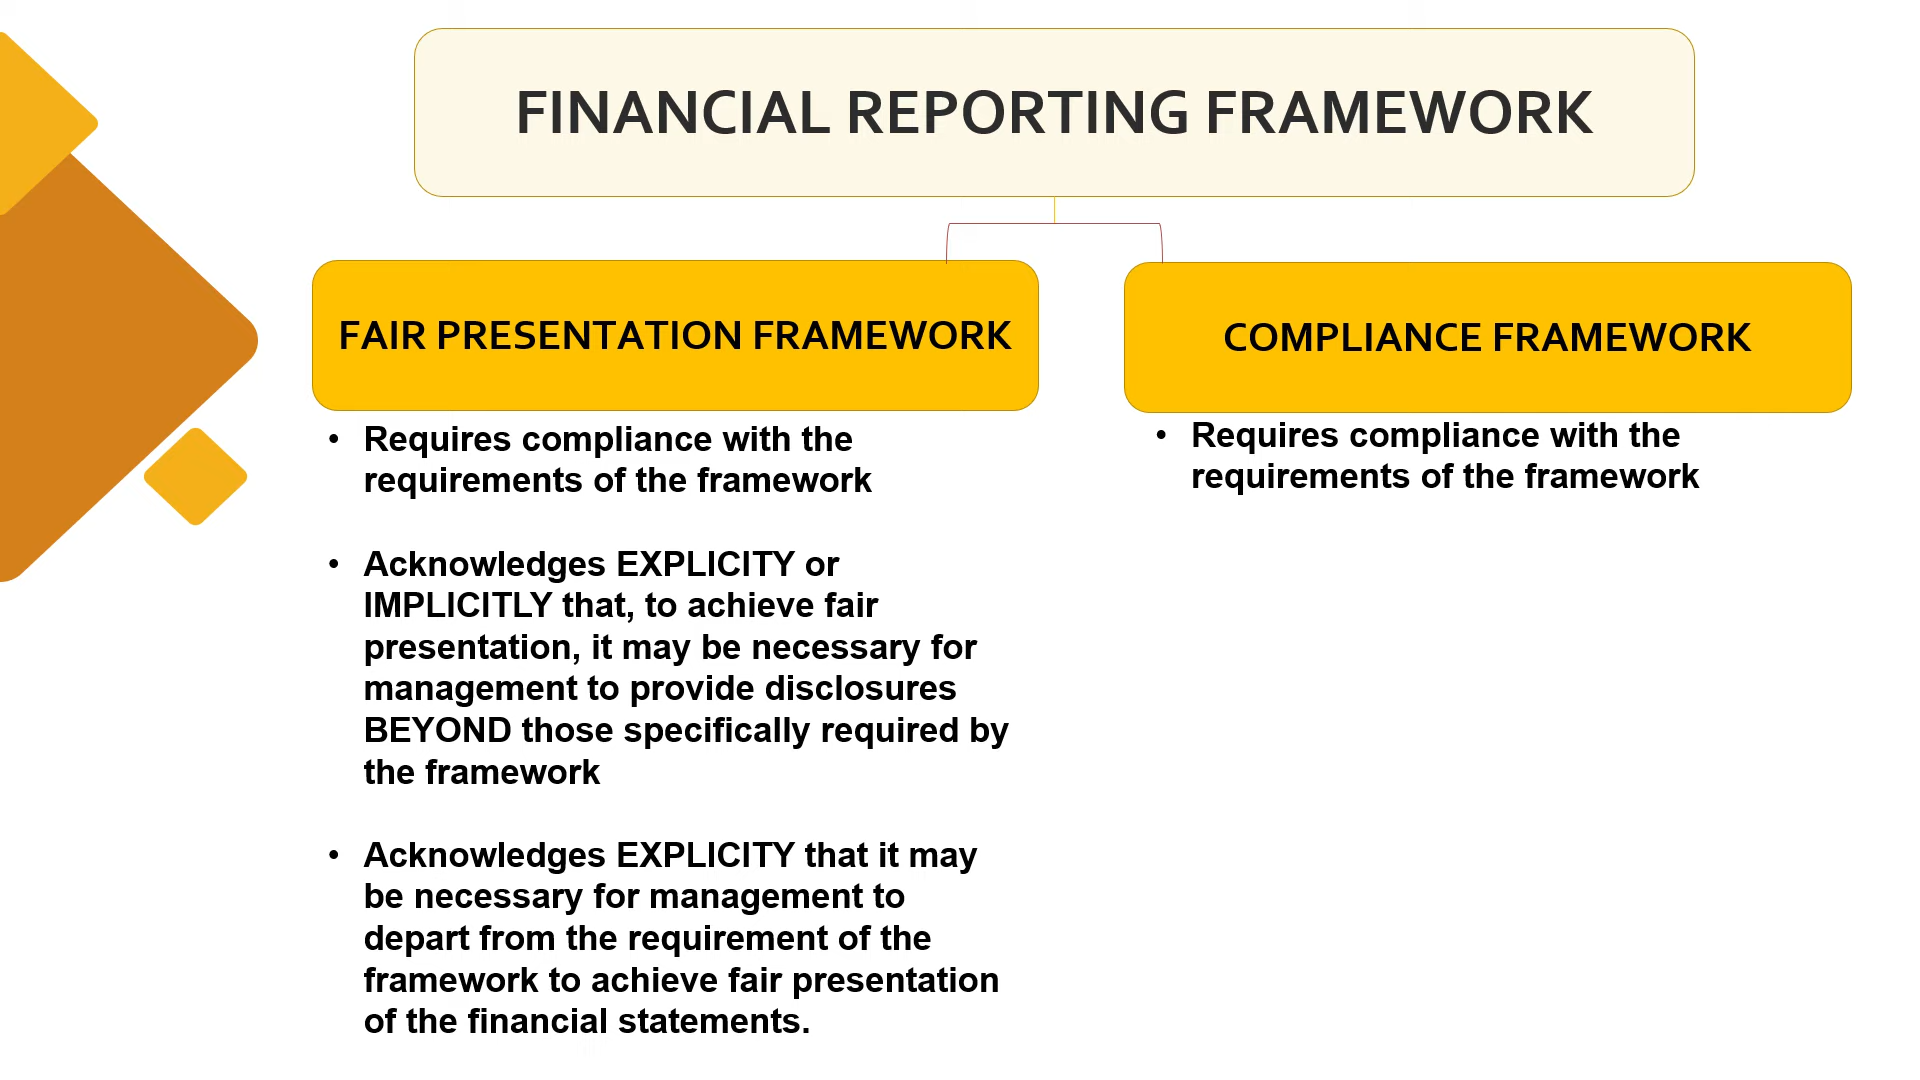 FINANCIAL REPORTING FRAMEWORK
FAIR PRESENTATION FRAMEWORK
• Requires compliance with the
requirements of the framework
• Acknowledges EXPLICITY or
IMPLICITLY that, to achieve fair
presentation, it may be necessary for
management to provide disclosures
BEYOND those specifically required by
the framework
• Acknowledges EXPLICITY that it may
be necessary for management to
depart from the requirement of the
framework to achieve fair presentation
of the financial statements.
COMPLIANCE FRAMEWORK
• Requires compliance with the
requirements of the framework